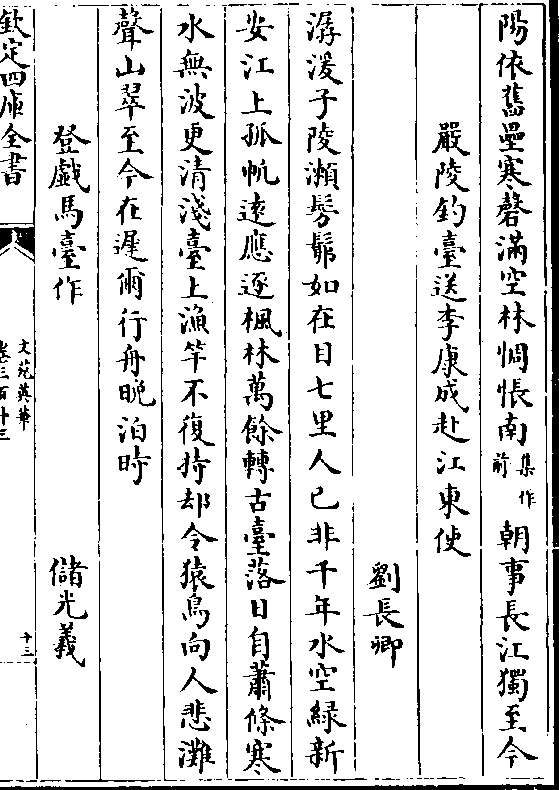 陽依舊壘寒磬滿空林惆悵南集作前朝事長江獨至今
嚴陵釣臺送李康成赴江東使
劉長卿
潺湲子陵瀬髣髴如在目七里人已非千年水空緑新
安江上孤帆逺應逐楓林萬餘轉古臺落日自蕭條寒
水無波更清淺臺上漁竿不復持却令猿鳥向人悲灘
聲山翠至今在遲爾行舟晚泊時
登戯馬臺作
儲光義
欽定四庫全書
文苑英華
卷三百十三
十三